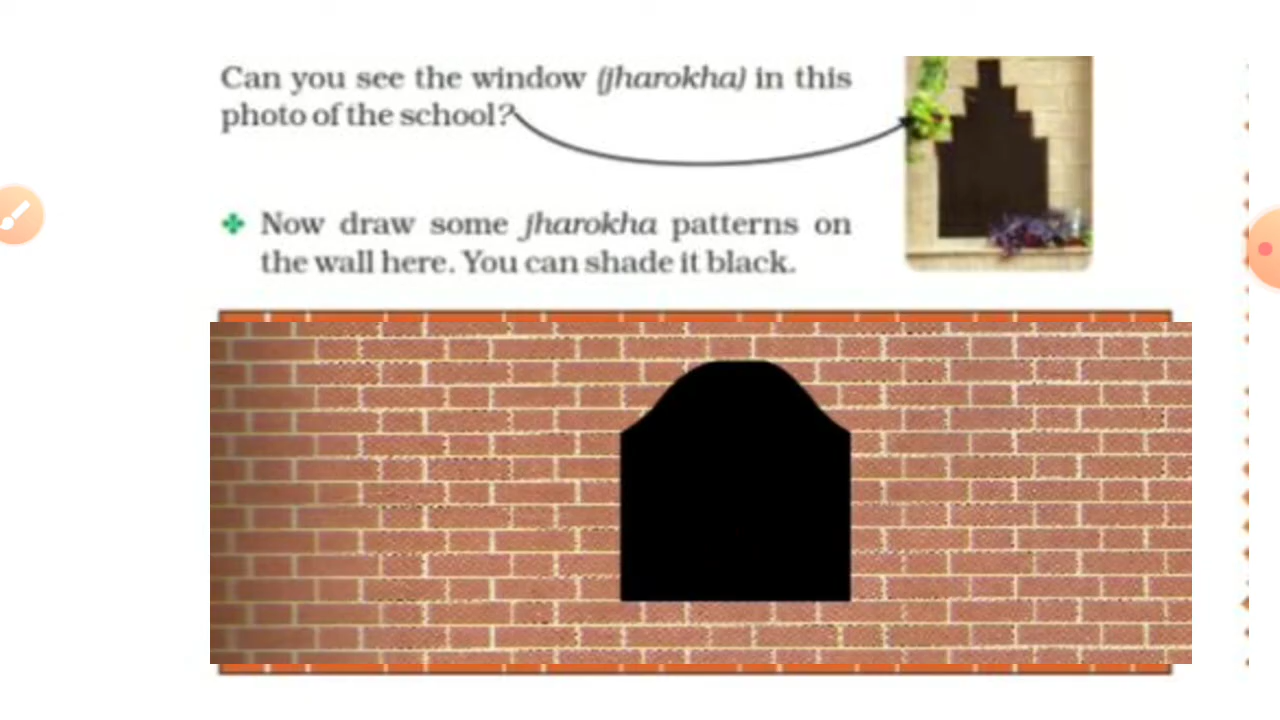 Can you see the window (jharokha) in this
photo of the school?
Now draw some jharokha patterns on
the wall here. You can shade it black.